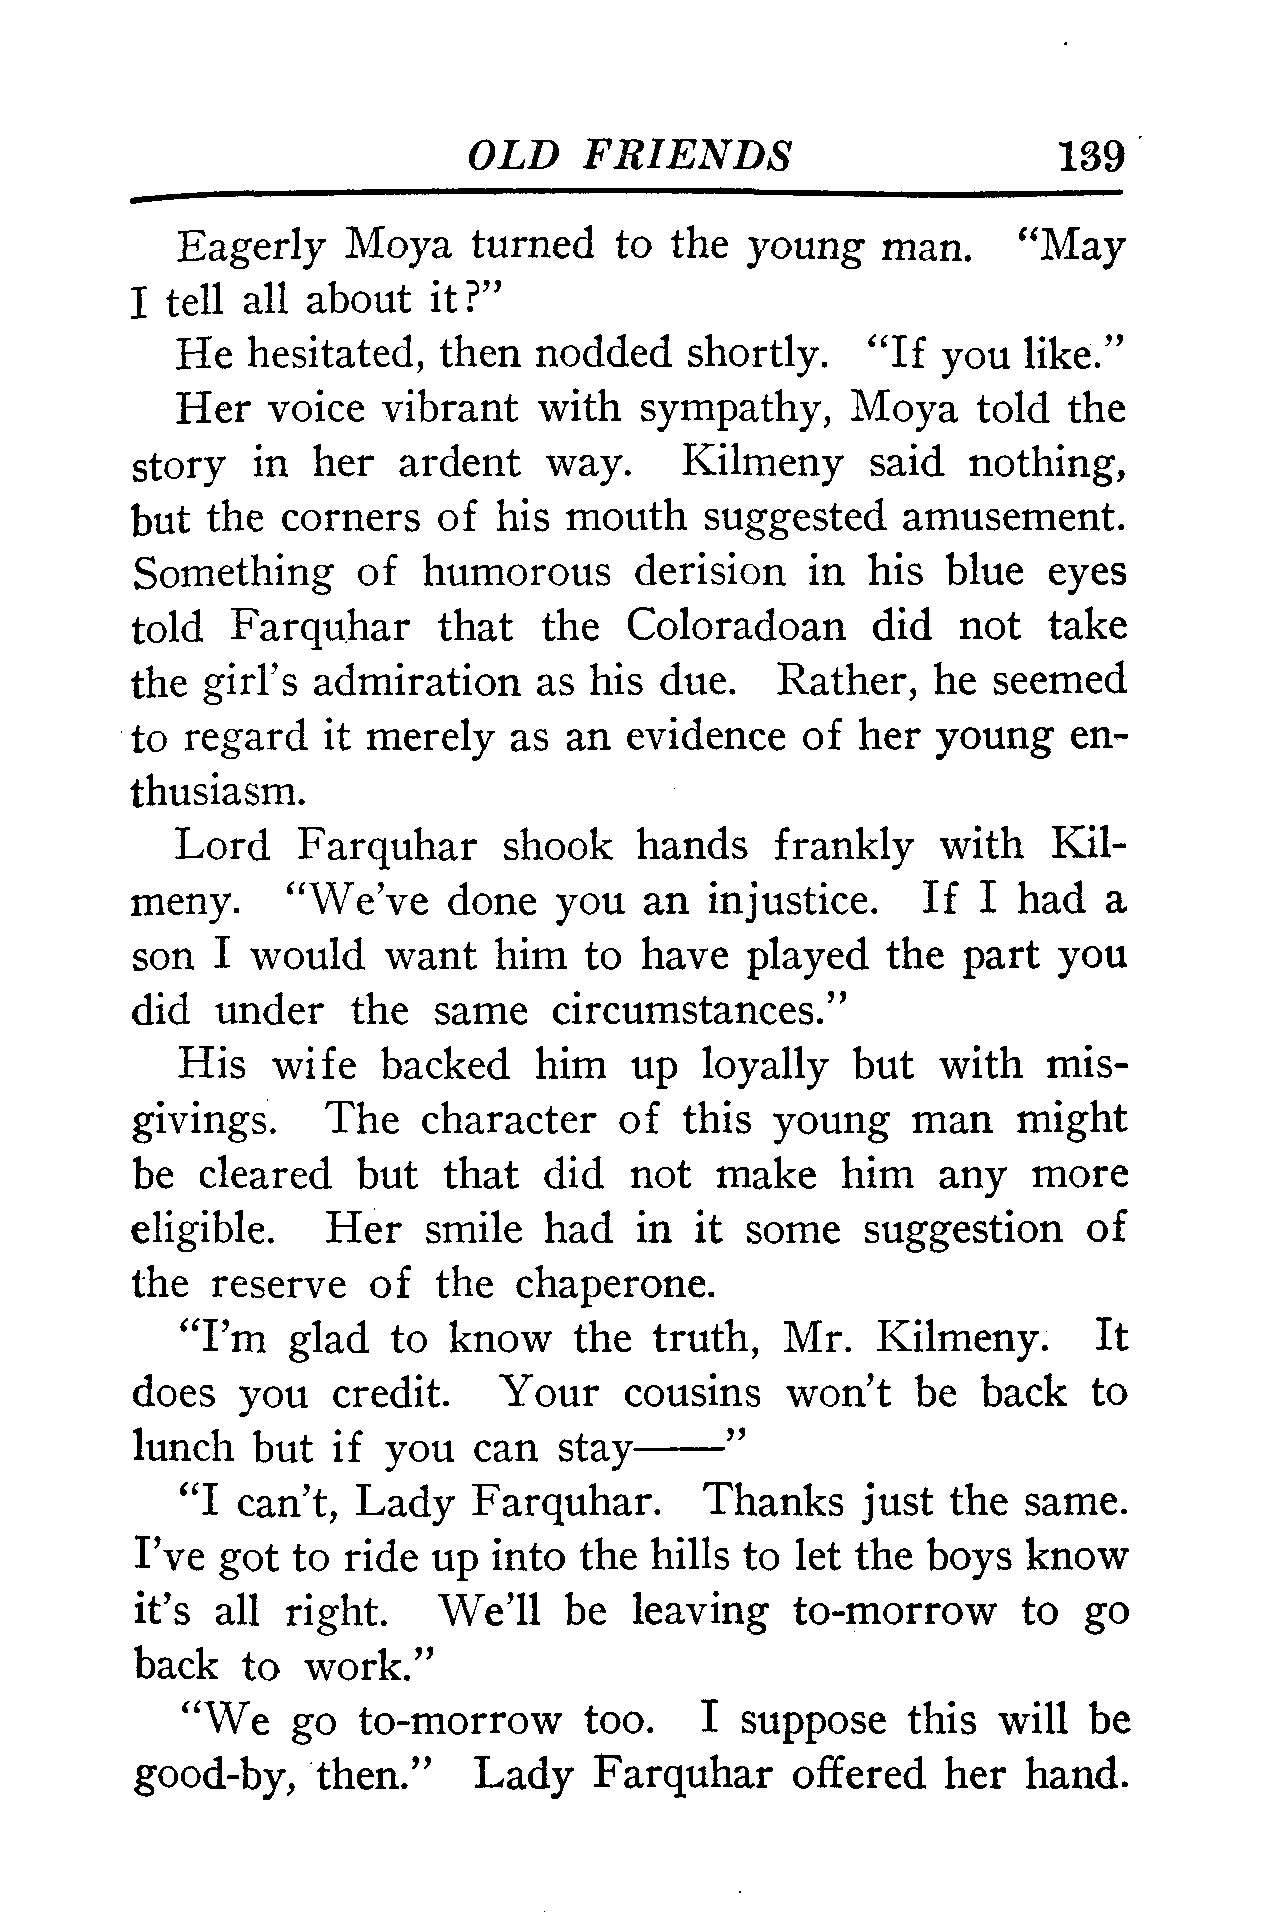 OLD FRIENDS 139
Eagerly Moya turned to the young man. “May
I tell all about it?”
He hesitated, then nodded shortly. “If you like.”
Her voice vibrant with sympathy, Moya told the
story in her ardent way. Kilmeny said nothing,
but the corners of his mouth suggested amusement.
Something of humorous derision in his blue eyes
told Farquhar that the Coloradoan did not take
the girl’s admiration as his due. Rather, he seemed
to regard it merely as an evidence of her young en-
thusiasm.
Lord Farquhar shook hands frankly with Kil-
meny. “We’ve done you an injustice. If I had a
son I would want him to have played the part you
did under the same circumstances.”
His wife backed him up loyally but with mis-
givings. The character of this young man might
be cleared but that did not make him any more
eligible. Her smile had in it some suggestion of
the reserve of the chaperone.
“I’m glad to know the truth, Mr. Kilmeny. It
does you credit. Your cousins won’t be back to
lunch but if you can stay——”
“I can’t, Lady Farquhar. Thanks just the same.
I’ve got to ride up into the hills to let the boys know
it’s all right. We’ll be leaving to-morrow to go
back to work.”
“We go to-morrow too. I suppose this will be
good-by, then.” Lady Farquhar offered her hand.